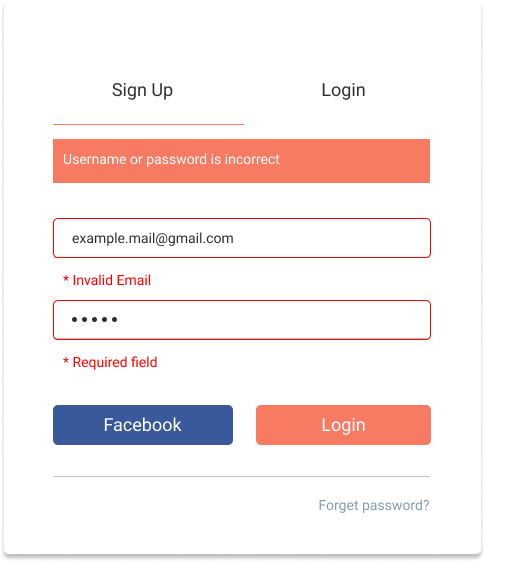 Sign Up
Login
Username or password is incorrect
example.mail@gmail.com
* Invalid Email
•••••
* Required field
Facebook
Login
Forget password?